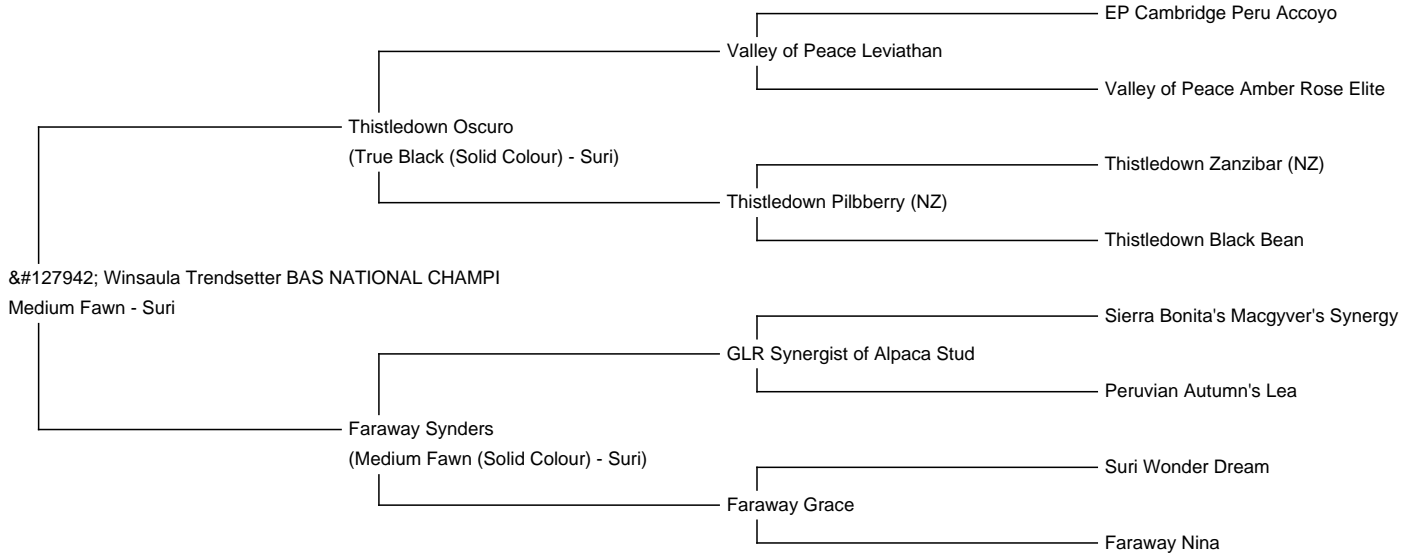 EP Cambridge Peru Accoyo
Valley of Peace Leviathan
Valley of Peace Amber Rose Elite
Thistledown Oscuro
(True Black (Solid Colour) - Suri)
Thistledown Zanzibar (NZ)
Thistledown Pilbberry (NZ)
Thistledown Black Bean
&#127942; Winsaula Trendsetter BAS NATIONAL CHAMPI
Medium Fawn - Suri
Sierra Bonita's Macgyver's Synergy
GLR Synergist of Alpaca Stud
Peruvian Autumn's Lea
Faraway Synders
(Medium Fawn (Solid Colour) - Suri)
Suri Wonder Dream
Faraway Grace
Faraway Nina